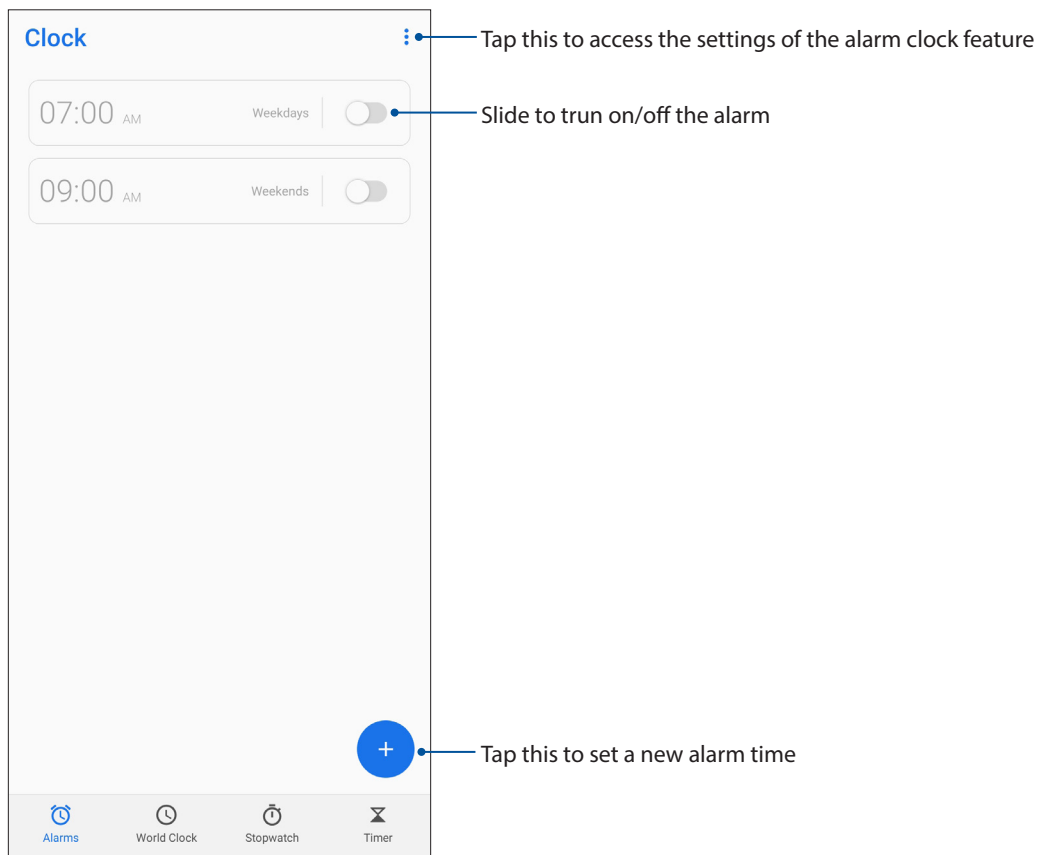 Clock
Tap this to access the settings of the alarm clock feature
07:00 AM Weekdays
Slide to trun on/off the alarm
09:00 AM Weekends
+
Tap this to set a new alarm time
Alarms World Clock Stopwatch Timer